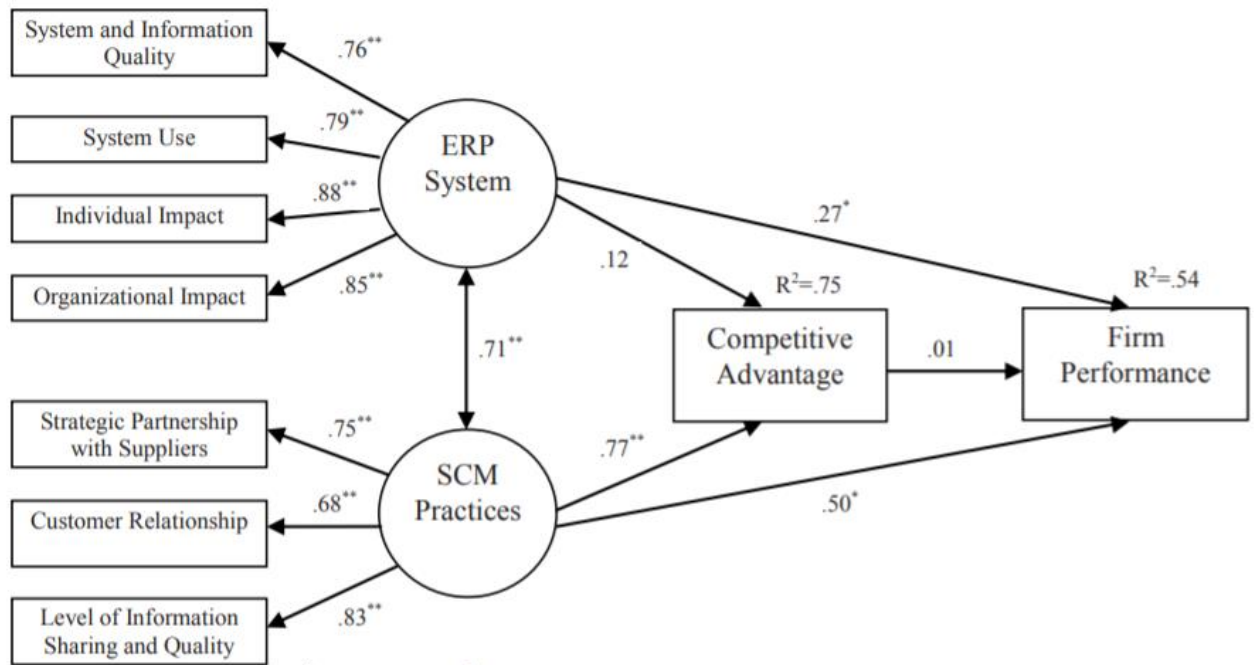 System and Information
Quality
.76**
System Use
.79**
Individual Impact
.88**
Organizational Impact
.85**
ERP
System
.27*
.12
R²=.75
R²=.54
Competitive
Advantage
.01
Firm
Performance
.71**
Strategic Partnership
with Suppliers
.75**
Customer Relationship
.68**
Level of Information
Sharing and Quality
.83**
SCM
Practices
.77**
.50*